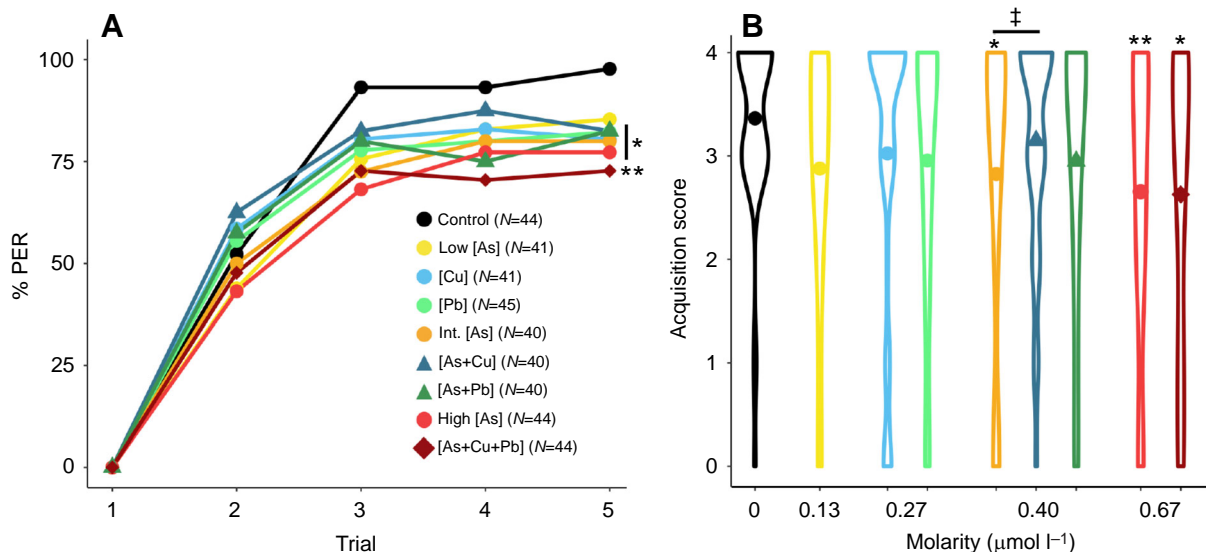 A
100
75
50
25
0
% PER
1 2 3 4 5
Trial
*
**
Control (N=44)
Low [As] (N=41)
[Cu] (N=41)
[Pb] (N=45)
Int. [As] (N=40)
[As+Cu] (N=40)
[As+Pb] (N=40)
High [As] (N=44)
[As+Cu+Pb] (N=44)
B
‡
* ** *
4
3
2
1
0
Acquisition score
0 0.13 0.27 0.40 0.67
Molarity (μmol l⁻¹)